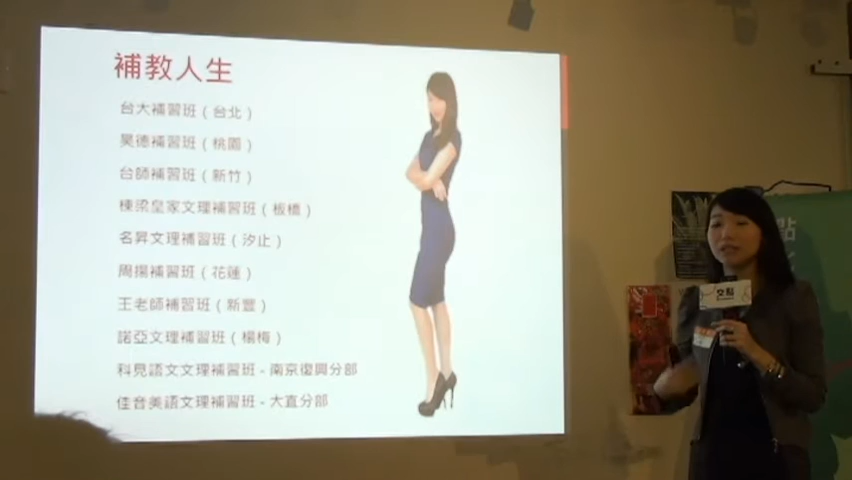 補教人生
台大補習班 ( 台北 )
昊德補習班 ( 桃園 )
台師補習班 ( 新竹 )
棟梁皇家文理補習班 ( 板橋 )
名昇文理補習班 ( 汐止 )
周揚補習班 ( 花蓮 )
王老師補習班 ( 新豐 )
諾亞文理補習班 ( 楊梅 )
科見語文文理補習班 - 南京復興分部
佳音美語文理補習班 - 大直分部
點
交點